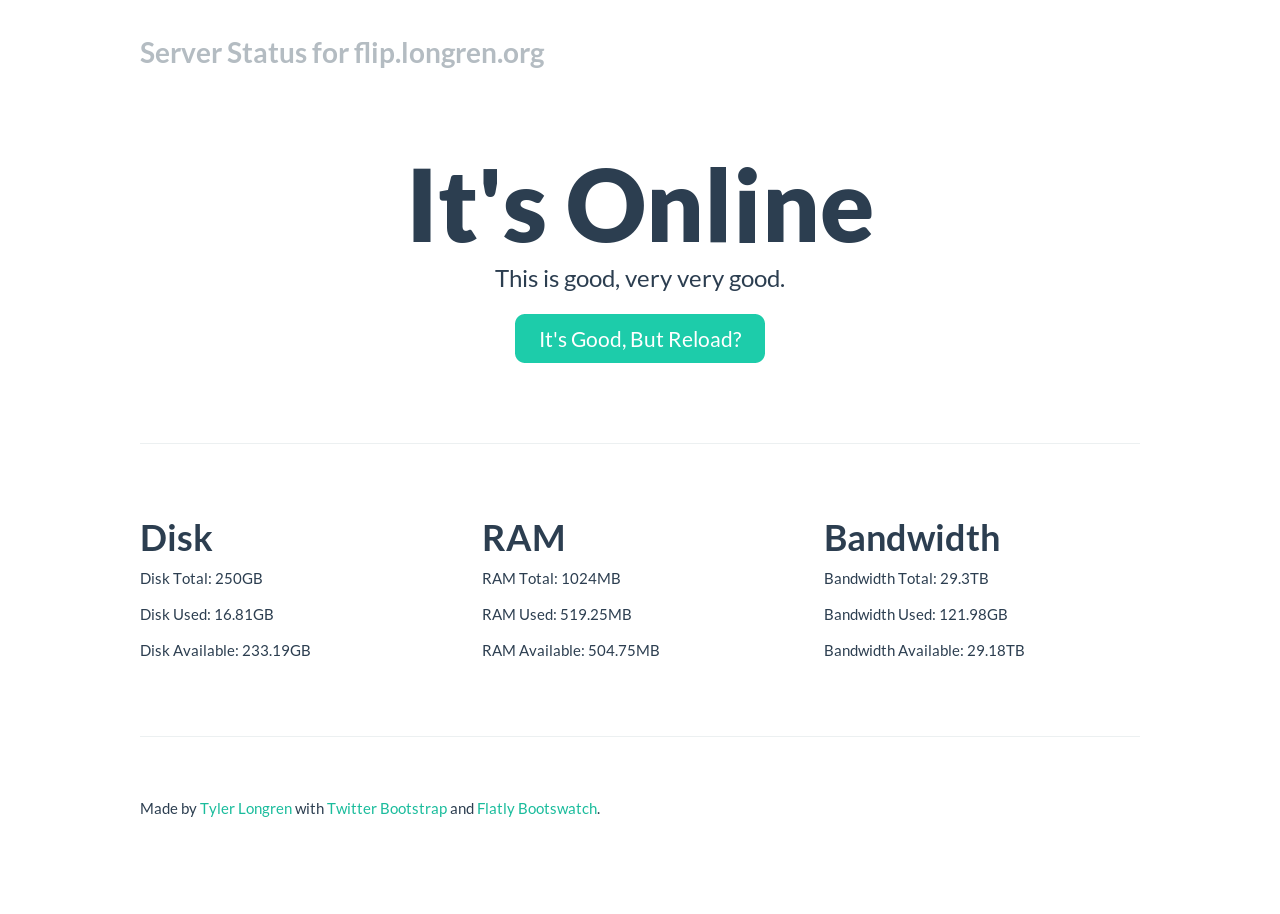 Server Status for flip.longren.org
It's Online
This is good, very very good.
It's Good, But Reload?
Disk
Disk Total: 250GB
Disk Used: 16.81GB
Disk Available: 233.19GB
RAM
RAM Total: 1024MB
RAM Used: 519.25MB
RAM Available: 504.75MB
Bandwidth
Bandwidth Total: 29.3TB
Bandwidth Used: 121.98GB
Bandwidth Available: 29.18TB
Made by Tyler Longren with Twitter Bootstrap and Flatly Bootswatch.